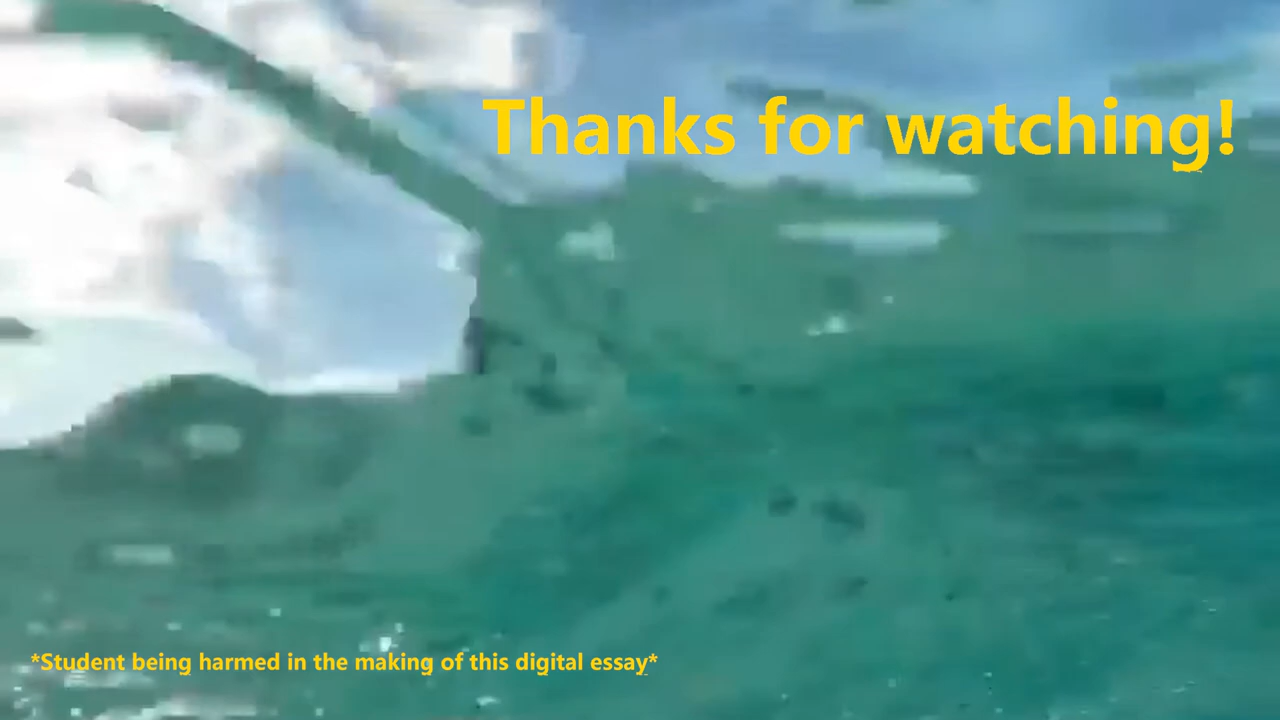 Thanks for watching!
*Student being harmed in the making of this digital essay*